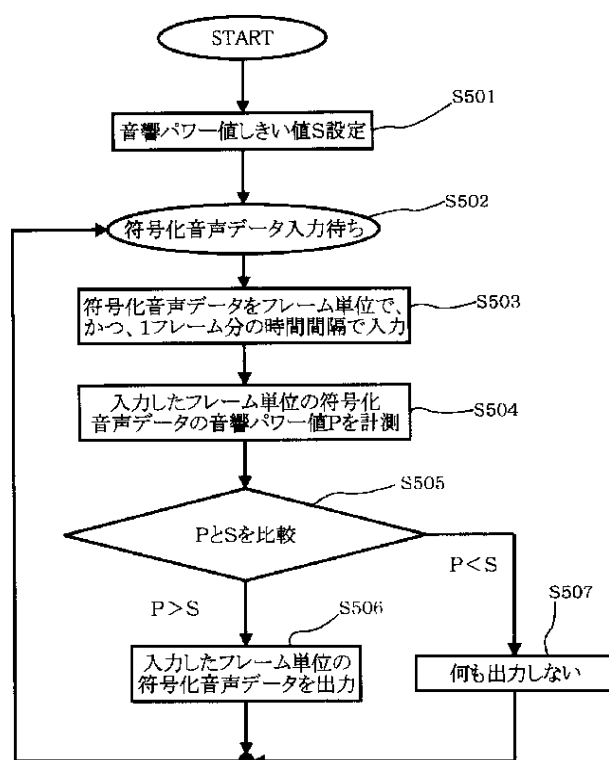 START
S501
音響パワー値しきい値S設定
S502
符号化音声データ入力待ち
S503
符号化音声データをフレーム単位で、
かつ、1フレーム分の時間間隔で入力
S504
入力したフレーム単位の符号化
音声データの音響パワー値Pを計測
S505
PとSを比較
P<S
P>S
S506
S507
入力したフレーム単位の
符号化音声データを出力
何も出力しない